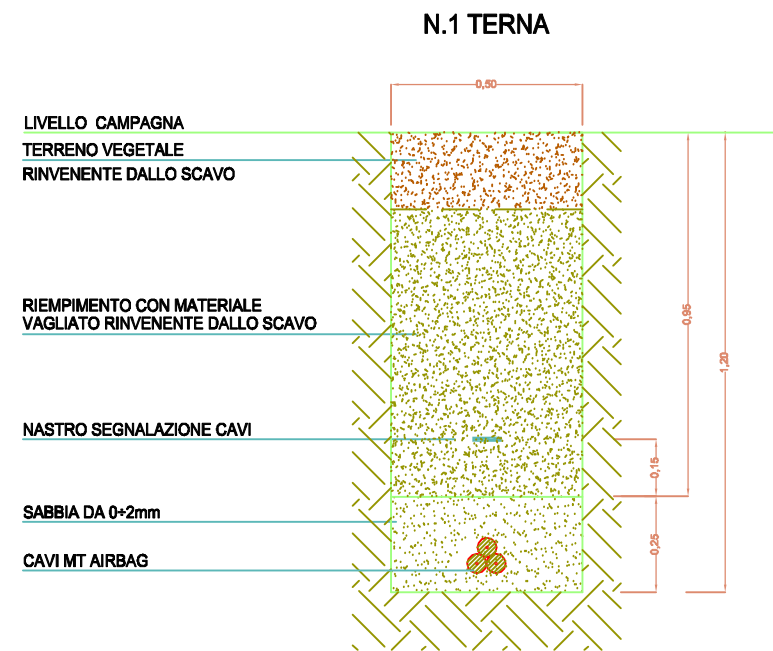 N.1 TERNA
0,50
LIVELLO CAMPAGNA
TERRENO VEGETALE
RINVENENTE DALLO SCAVO
RIEMPIMENTO CON MATERIALE
VAGLIATO RINVENENTE DALLO SCAVO
0,95
1,20
NASTRO SEGNALAZIONE CAVI
0,15
SABBIA DA 0÷2mm
0,25
CAVI MT AIRBAG